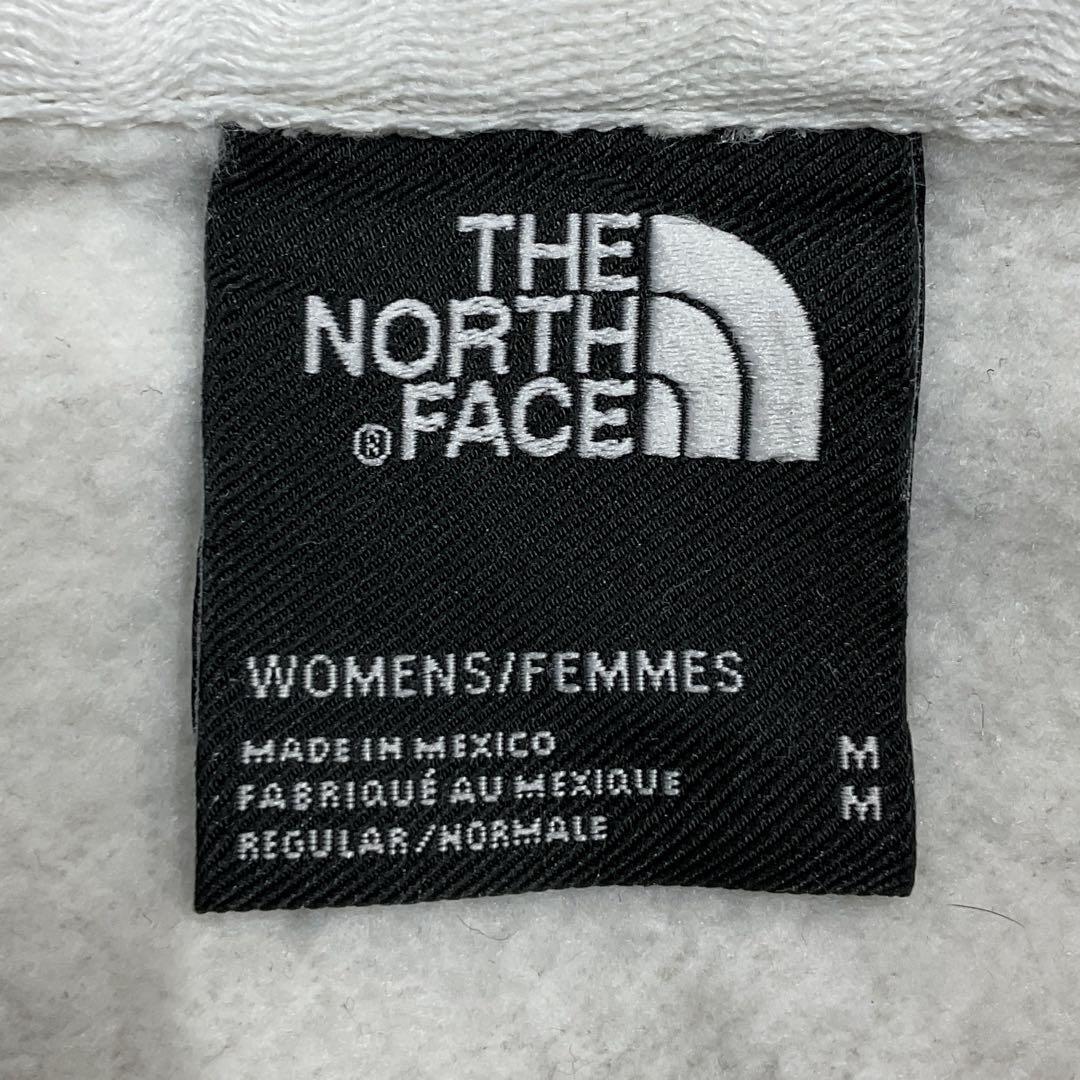 THE
NORTH
® FACE
WOMENS/FEMMES
MADE IN MEXICO M
FABRIQUÉ AU MEXIQUE M
REGULAR/NORMALE